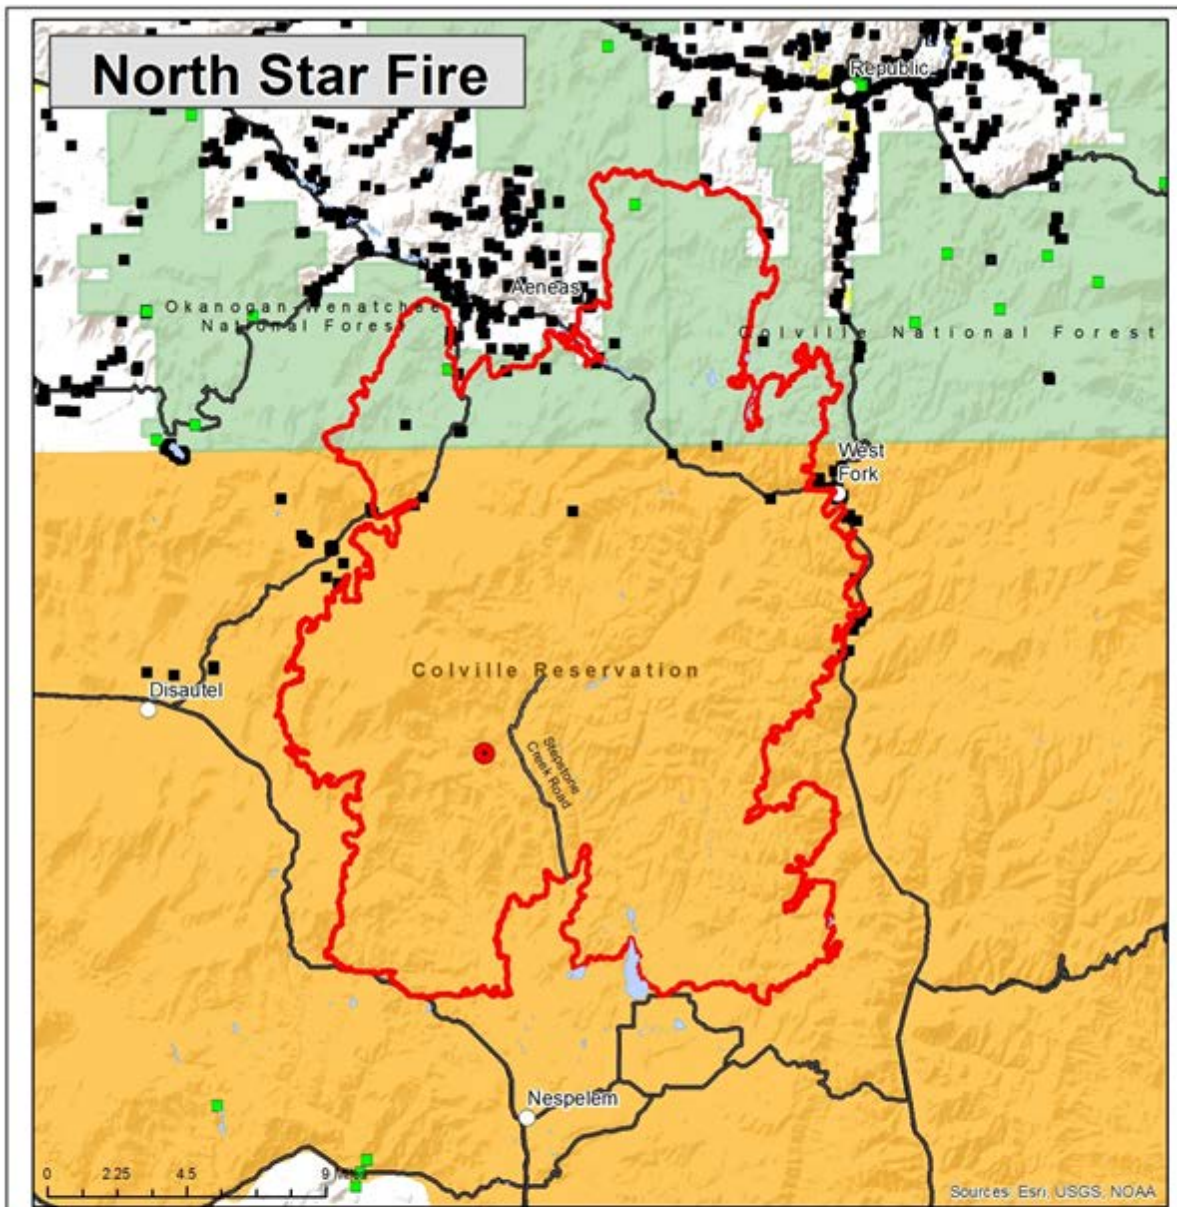 North Star Fire
Republic
Aeneas
Okanogan-Wenatchee
National Forest
Colville National Forest
West
Fork
Colville Reservation
Disautel
Stepstone
Creek Road
Nespelem
0 2.25 4.5 9
Sources: Esri, USGS, NOAA